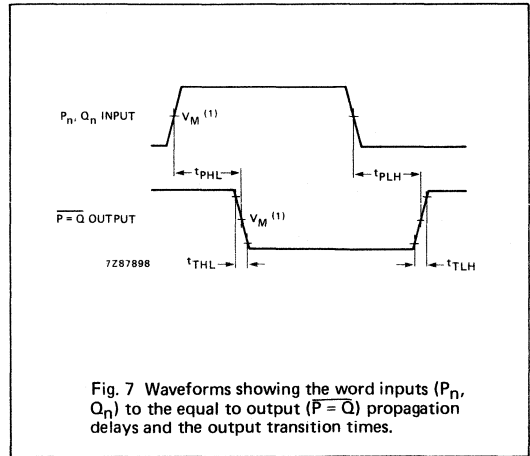 Pn, Qn INPUT
VM (1)
tPHL
tPLH
P = Q OUTPUT
VM (1)
7Z87898
tTHL
tTLH
Fig. 7 Waveforms showing the word inputs (Pn,
Qn) to the equal to output (P = Q) propagation
delays and the output transition times.